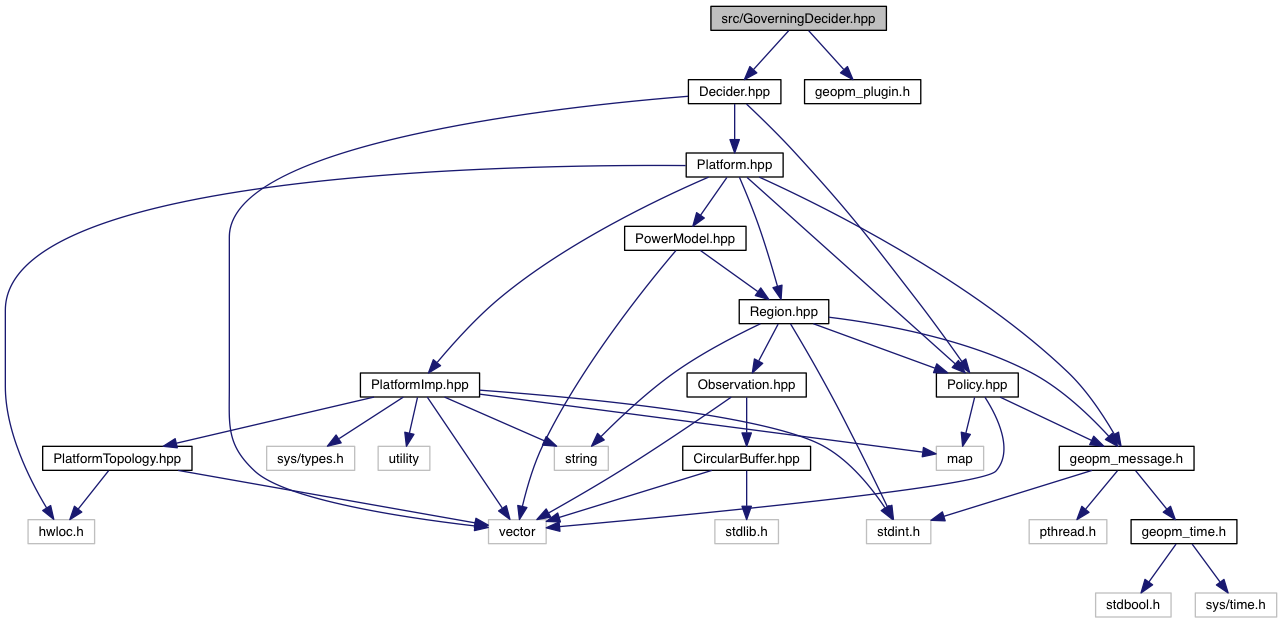 src/GoverningDecider.hpp
Decider.hpp
geopm_plugin.h
Platform.hpp
PowerModel.hpp
Region.hpp
PlatformImp.hpp
Observation.hpp
Policy.hpp
PlatformTopology.hpp
sys/types.h
utility
string
CircularBuffer.hpp
map
geopm_message.h
hwloc.h
vector
stdlib.h
stdint.h
pthread.h
geopm_time.h
stdbool.h
sys/time.h